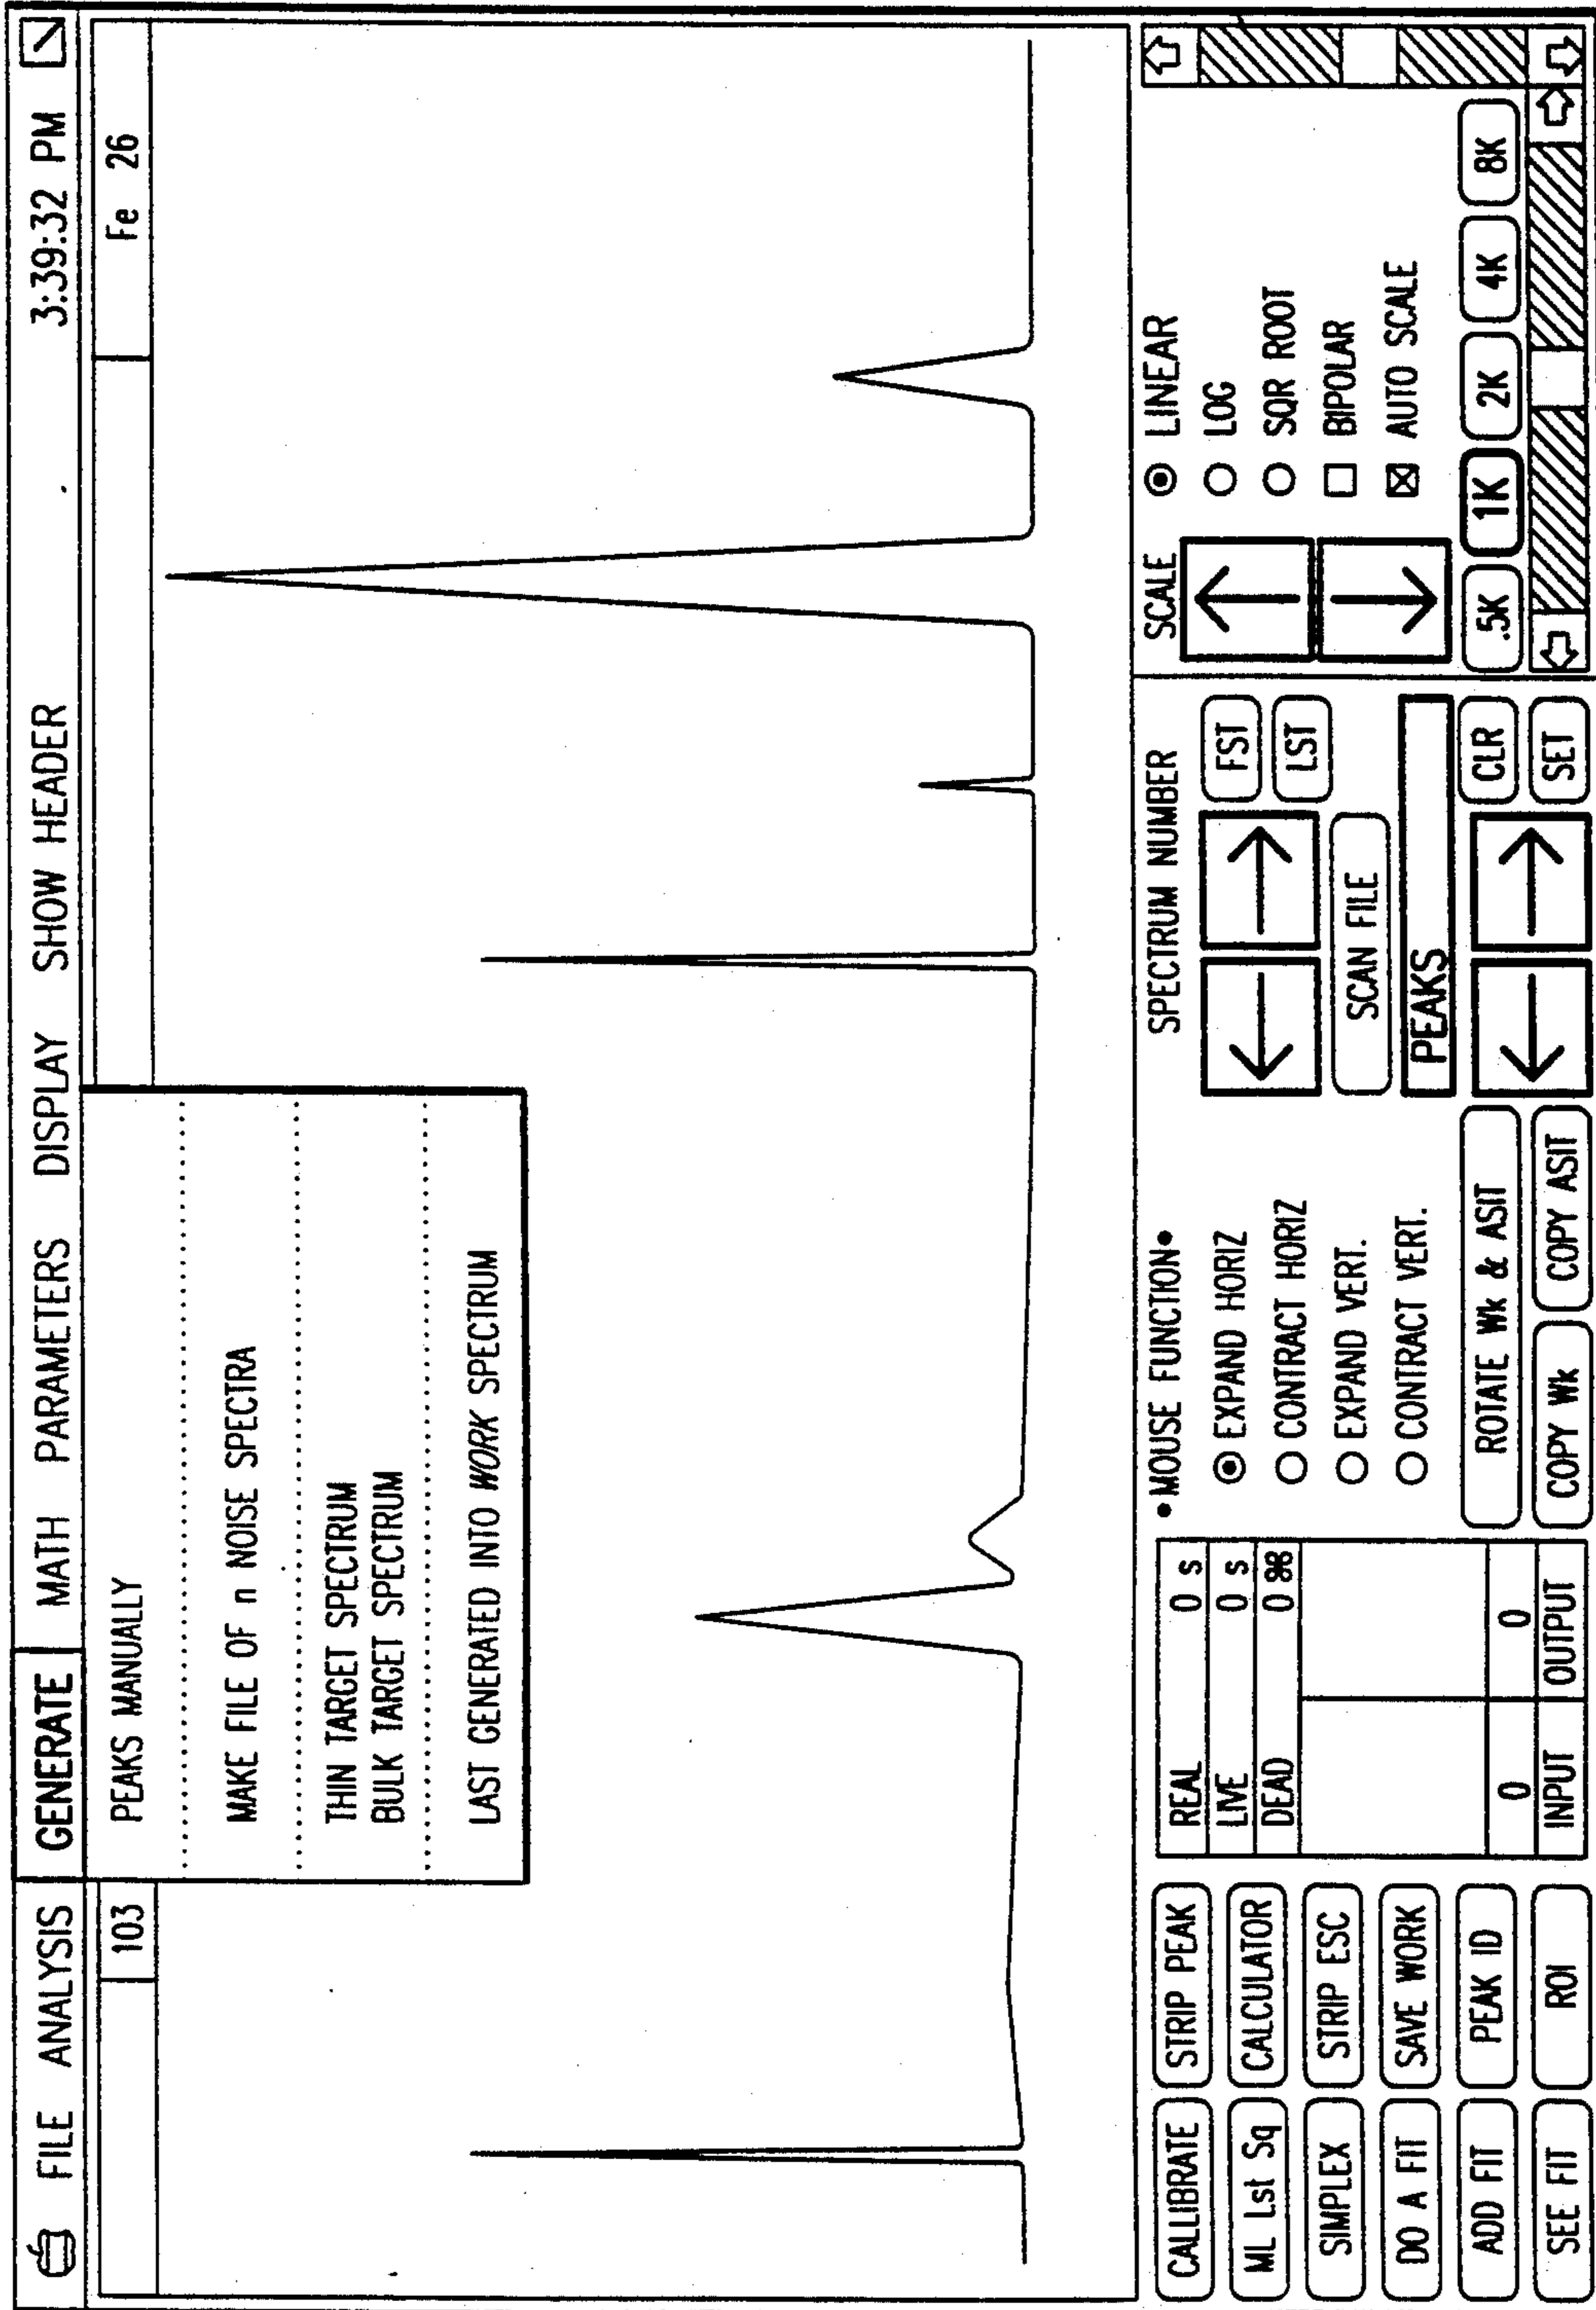 FILE ANALYSIS GENERATE MATH PARAMETERS DISPLAY SHOW HEADER 3:39:32 PM
103
Fe 26
PEAKS MANUALLY
MAKE FILE OF n NOISE SPECTRA
THIN TARGET SPECTRUM
BULK TARGET SPECTRUM
LAST GENERATED INTO WORK SPECTRUM
CALLIBRATE STRIP PEAK
ML Lst Sq CALCULATOR
SIMPLEX STRIP ESC
DO A FIT SAVE WORK
ADD FIT PEAK ID
SEE FIT ROI
REAL 0 s
LIVE 0 s
DEAD 0 %
0 0
INPUT OUTPUT
•MOUSE FUNCTION•
EXPAND HORIZ
CONTRACT HORIZ
EXPAND VERT.
CONTRACT VERT.
ROTATE Wk & ASIT
COPY Wk COPY ASIT
SPECTRUM NUMBER
FST
LST
SCAN FILE
PEAKS
CLR
SET
SCALE
LINEAR
LOG
SQR ROOT
BIPOLAR
AUTO SCALE
.5K 1K 2K 4K 8K